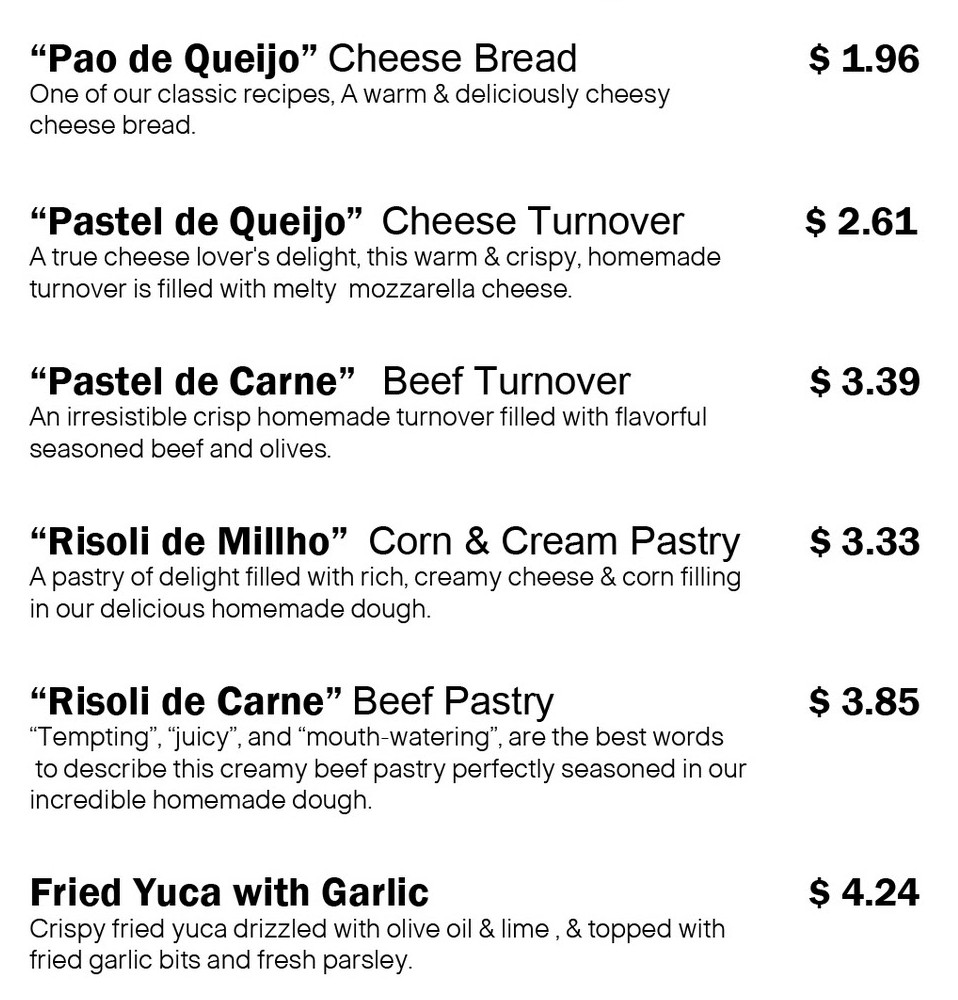 “Pao de Queijo” Cheese Bread $ 1.96
One of our classic recipes, A warm & deliciously cheesy
cheese bread.
“Pastel de Queijo” Cheese Turnover $ 2.61
A true cheese lover's delight, this warm & crispy, homemade
turnover is filled with melty mozzarella cheese.
“Pastel de Carne” Beef Turnover $ 3.39
An irresistible crisp homemade turnover filled with flavorful
seasoned beef and olives.
“Risoli de Millho” Corn & Cream Pastry $ 3.33
A pastry of delight filled with rich, creamy cheese & corn filling
in our delicious homemade dough.
“Risoli de Carne” Beef Pastry $ 3.85
“Tempting”, “juicy”, and “mouth-watering”, are the best words
to describe this creamy beef pastry perfectly seasoned in our
incredible homemade dough.
Fried Yuca with Garlic $ 4.24
Crispy fried yuca drizzled with olive oil & lime , & topped with
fried garlic bits and fresh parsley.